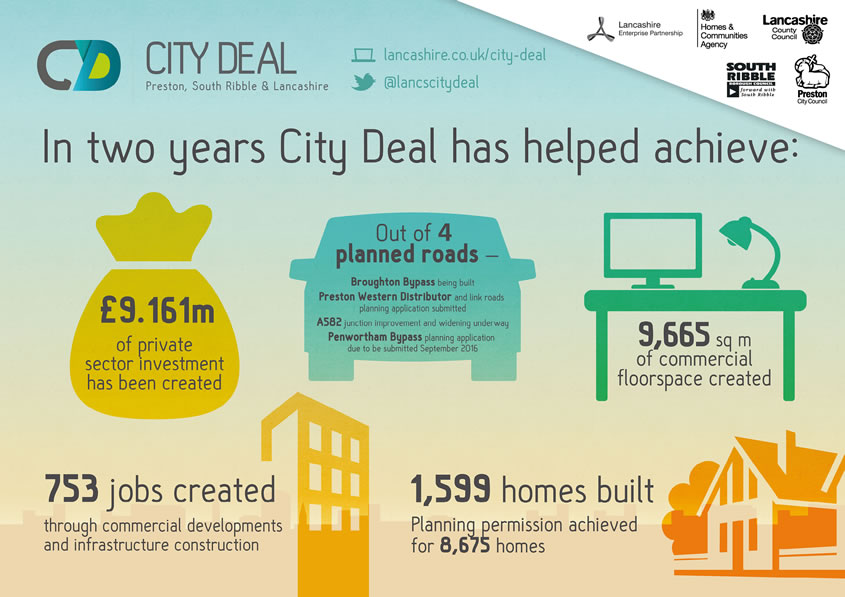 CITY DEAL
Preston, South Ribble & Lancashire
lancashire.co.uk/city-deal
@lancscitydeal
Lancashire
Enterprise Partnership
Homes &
Communities
Agency
Lancashire
County
Council
SOUTH
RIBBLE
BOROUGH COUNCIL
forward with
South Ribble
Preston
City Council
In two years City Deal has helped achieve:
£9.161m
of private
sector investment
has been created
Out of 4
planned roads –
Broughton Bypass being built
Preston Western Distributor and link roads
planning application submitted
A582 junction improvement and widening underway
Penwortham Bypass planning application
due to be submitted September 2016
9,665 sq m
of commercial
floorspace created
753 jobs created
through commercial developments
and infrastructure construction
1,599 homes built
Planning permission achieved
for 8,675 homes